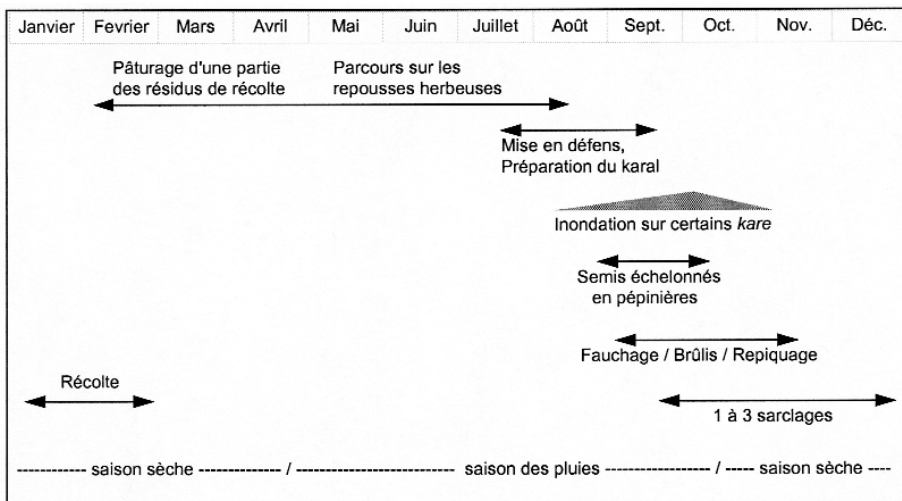 Janvier Fevrier Mars Avril Mai Juin Juillet Août Sept. Oct. Nov. Déc.
Pâturage d'une partie
des résidus de récolte
Parcours sur les
repousses herbeuses
Mise en défens,
Préparation du karal
Inondation sur certains kare
Semis échelonnés
en pépinières
Fauchage / Brûlis / Repiquage
Récolte
1 à 3 sarclages
----------- saison sèche ------------- / ------------------------- saison des pluies ---------------- / ----- saison sèche ----